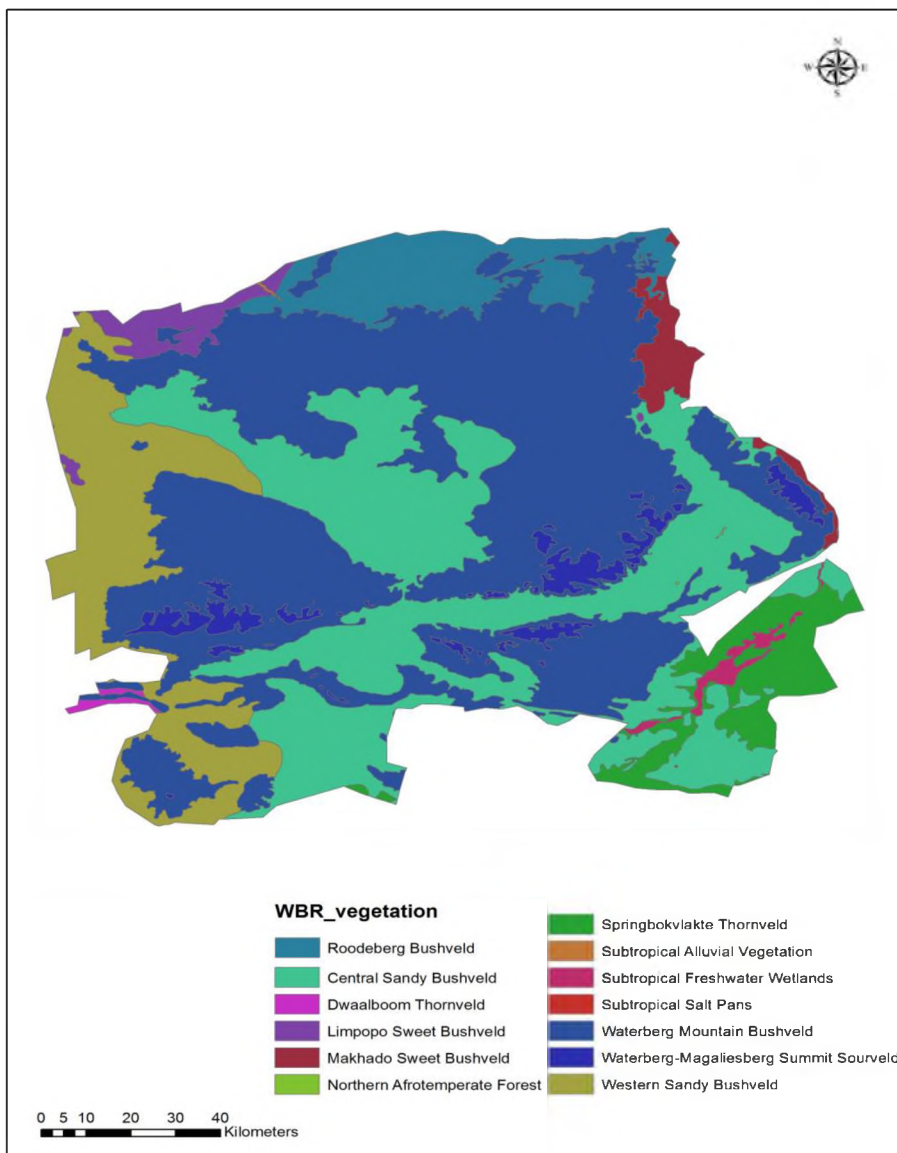 N
W E
S
WBR_vegetation
Roodeberg Bushveld
Central Sandy Bushveld
Dwaalboom Thornveld
Limpopo Sweet Bushveld
Makhado Sweet Bushveld
Northern Afrotemperate Forest
Springbokvlakte Thornveld
Subtropical Alluvial Vegetation
Subtropical Freshwater Wetlands
Subtropical Salt Pans
Waterberg Mountain Bushveld
Waterberg-Magaliesberg Summit Sourveld
Western Sandy Bushveld
0 5 10 20 30 40
Kilometers